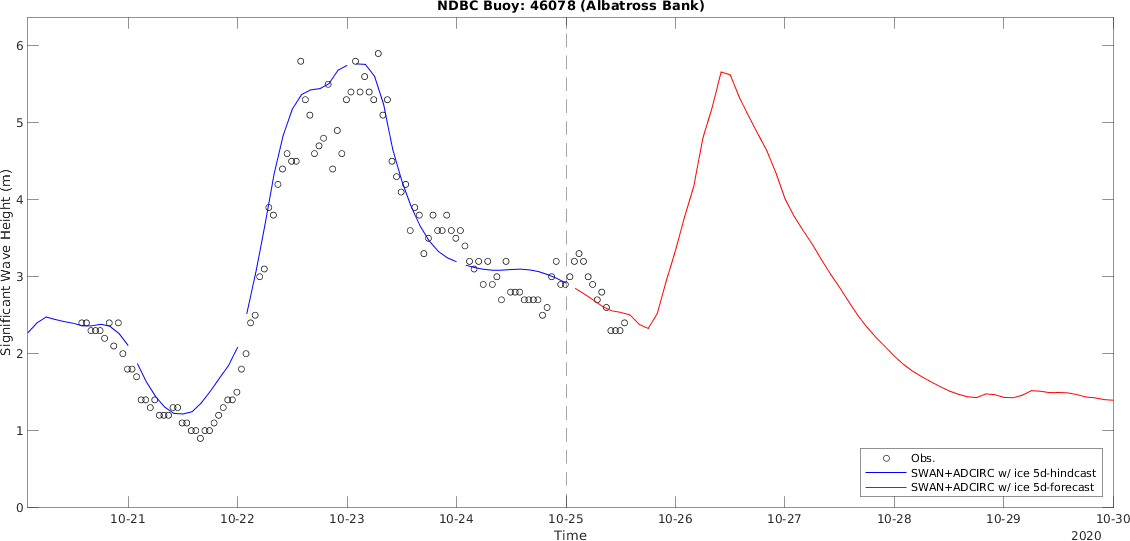 NDBC Buoy: 46078 (Albatross Bank)
6
5
4
3
2
1
0
Significant Wave Height (m)
10-21 10-22 10-23 10-24 10-25 10-26 10-27 10-28 10-29 10-30
Time
2020
Obs.
SWAN+ADCIRC w/ ice 5d-hindcast
SWAN+ADCIRC w/ ice 5d-forecast